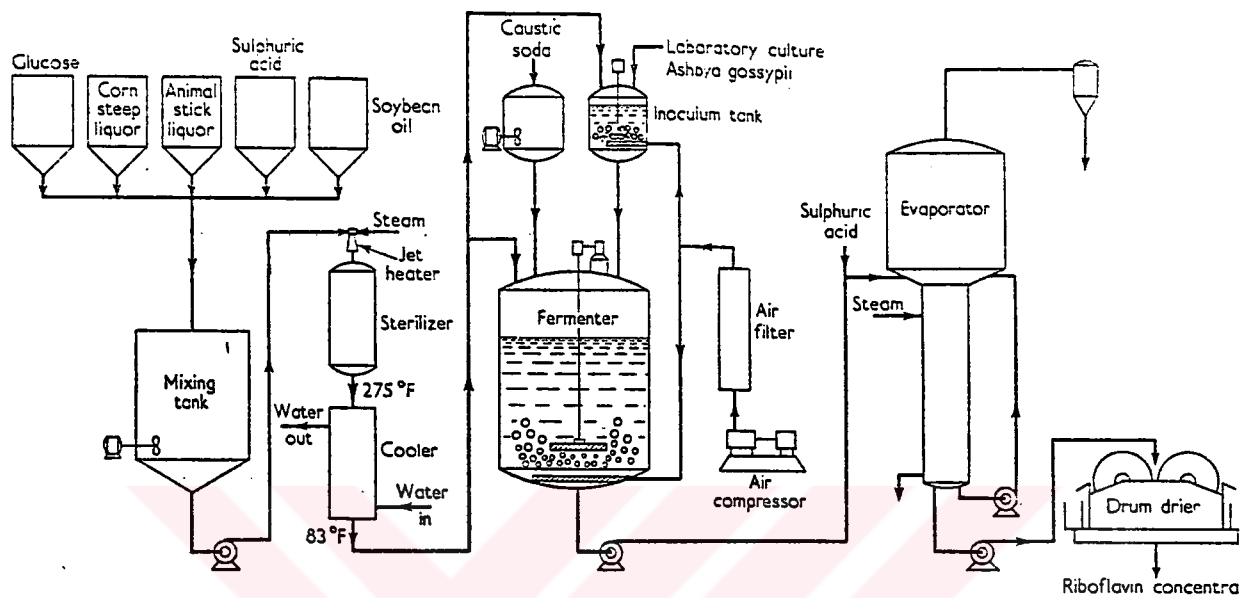 Glucose
Corn
steep
liquor
Animal
stick
liquor
Sulphuric
acid
Soybean
oil
Caustic
soda
Laboratory culture
Ashbya gossypii
Inoculum tank
Steam
Jet
heater
Sterilizer
275 °F
Mixing
tank
Water
out
Cooler
Water
in
83 °F
Fermenter
Air
filter
Air
compressor
Sulphuric
acid
Evaporator
Steam
Drum drier
Riboflavin concentra